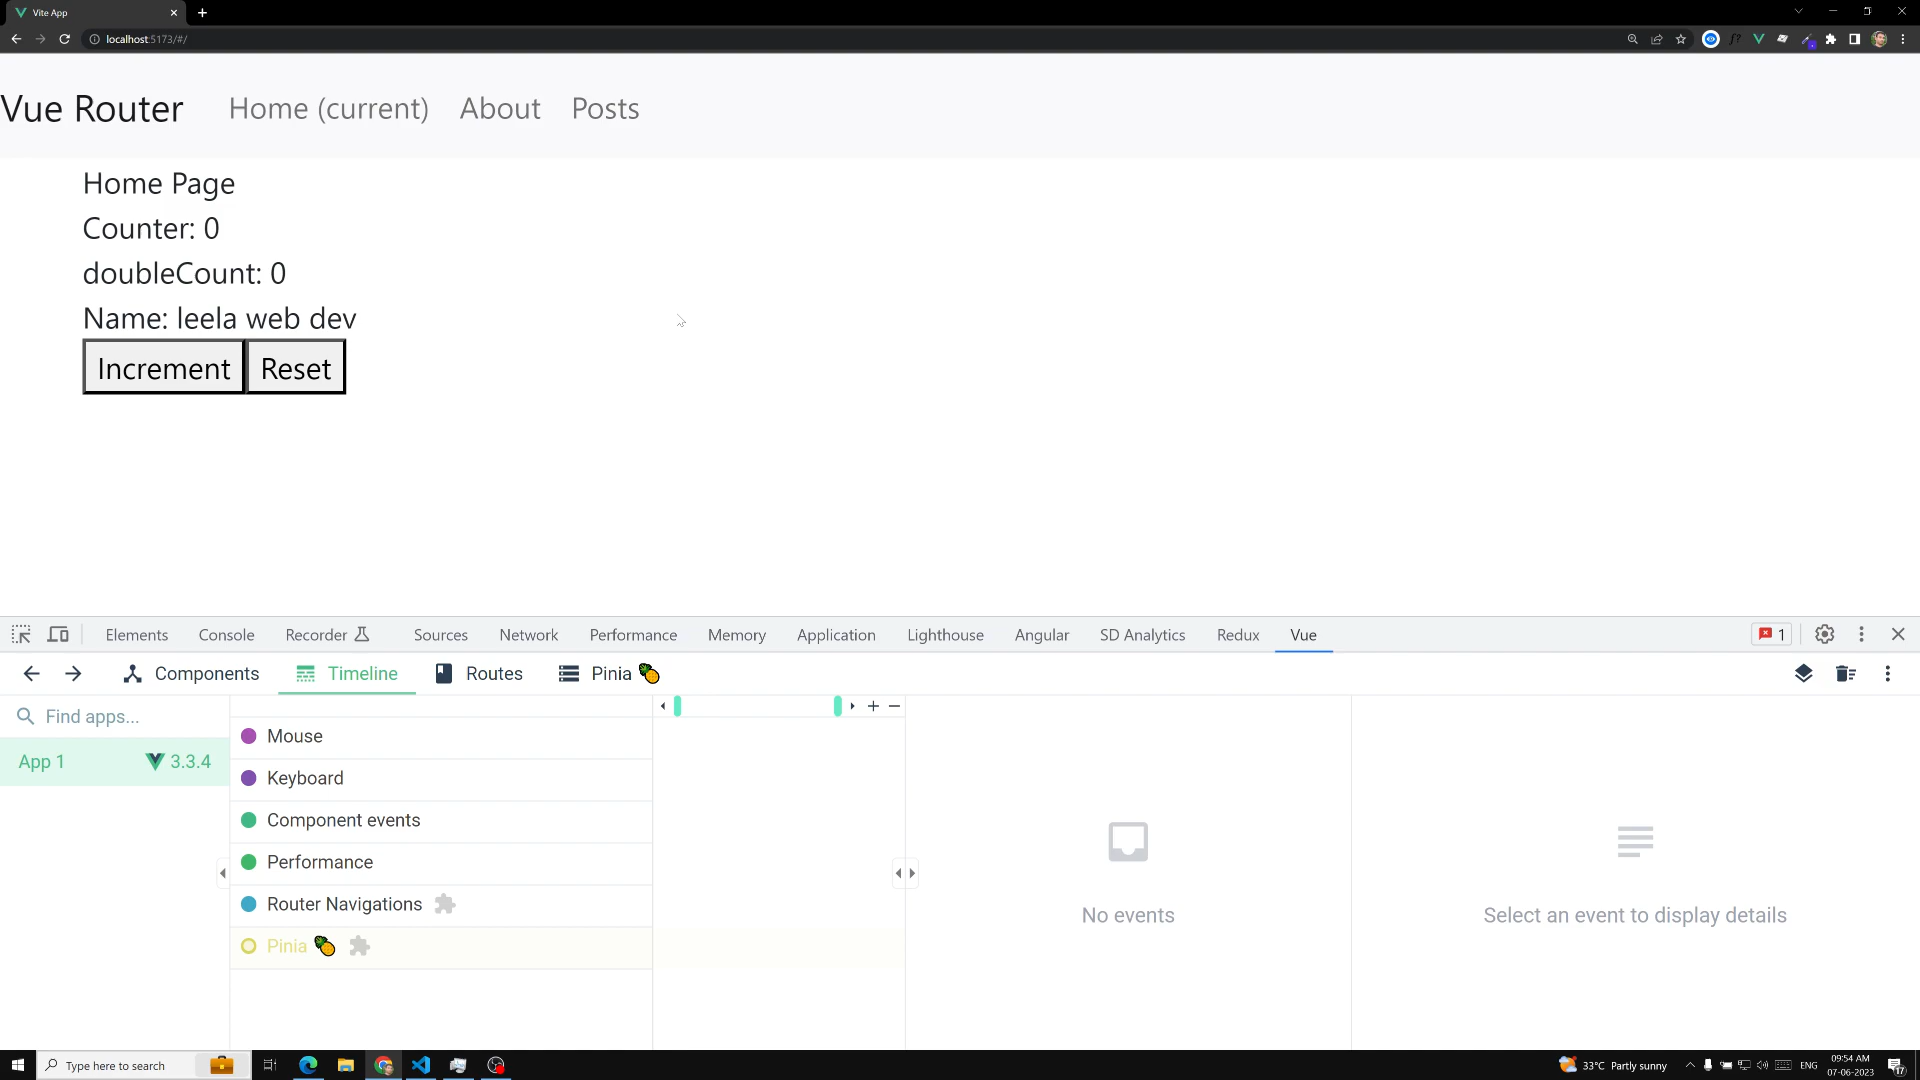 Vite App
localhost:5173/#/
Vue Router
Home (current)
About
Posts
Home Page
Counter: 0
doubleCount: 0
Name: leela web dev
Increment
Reset
Elements
Console
Recorder
Sources
Network
Performance
Memory
Application
Lighthouse
Angular
SD Analytics
Redux
Vue
1
Components
Timeline
Routes
Pinia
Find apps...
App 1
3.3.4
Mouse
Keyboard
Component events
Performance
Router Navigations
Pinia
No events
Select an event to display details
Type here to search
33°C Partly sunny
ENG
09:54 AM
07-06-2023
17